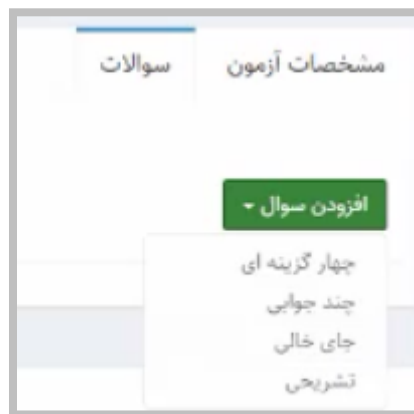 مشخصات آزمون سوالات
افزودن سوال
چهار گزینه ای
چند جوابی
جای خالی
تشریحی